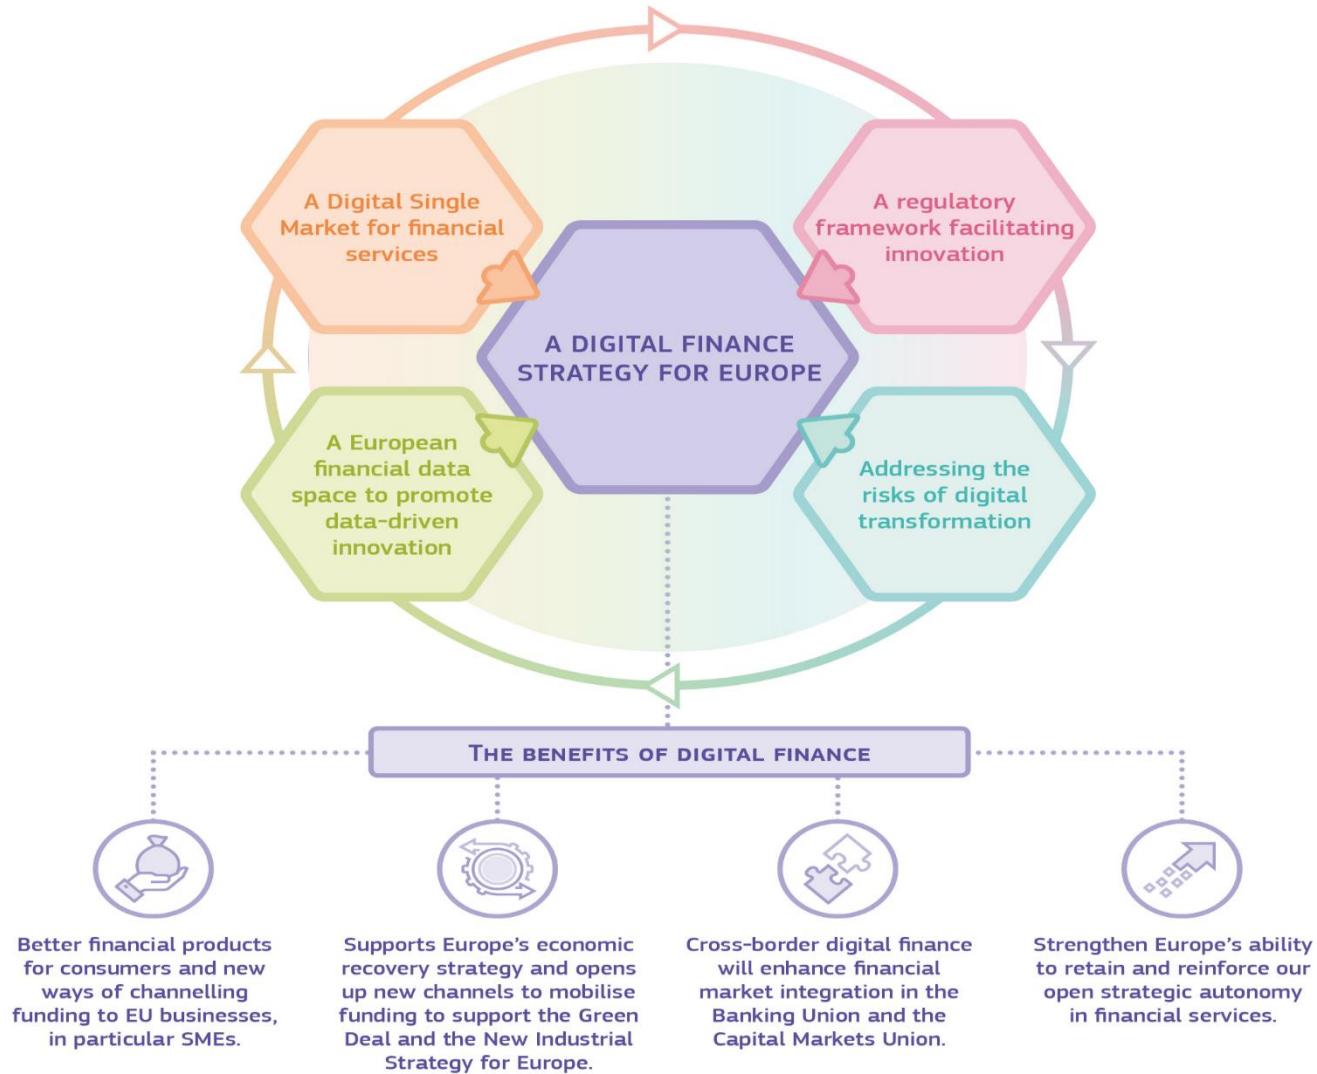 A Digital Single
Market for financial
services
A regulatory
framework facilitating
innovation
A DIGITAL FINANCE
STRATEGY FOR EUROPE
A European
financial data
space to promote
data-driven
innovation
Addressing the
risks of digital
transformation
THE BENEFITS OF DIGITAL FINANCE
Better financial products
for consumers and new
ways of channelling
funding to EU businesses,
in particular SMEs.
Supports Europe's economic
recovery strategy and opens
up new channels to mobilise
funding to support the Green
Deal and the New Industrial
Strategy for Europe.
Cross-border digital finance
will enhance financial
market integration in the
Banking Union and the
Capital Markets Union.
Strengthen Europe's ability
to retain and reinforce our
open strategic autonomy
in financial services.